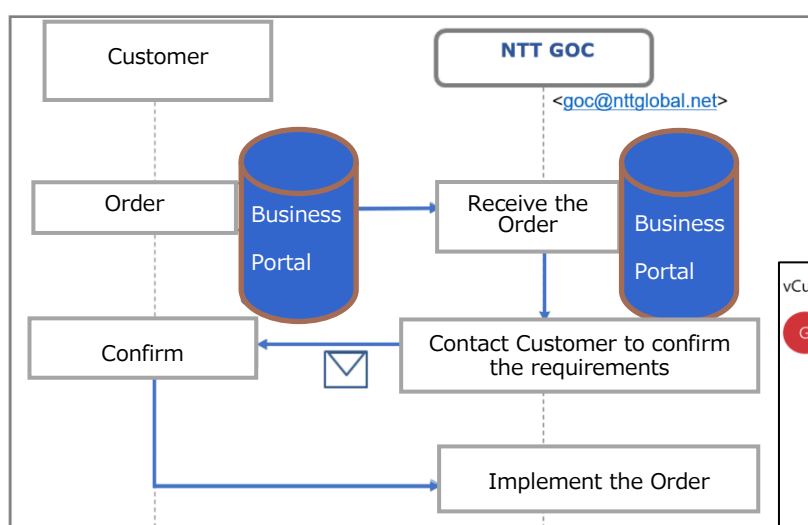 Customer
NTT GOC
<goc@nttglobal.net>
Order
Business
Portal
Receive the
Order
Business
Portal
Confirm
Contact Customer to confirm
the requirements
vCu
G
Implement the Order